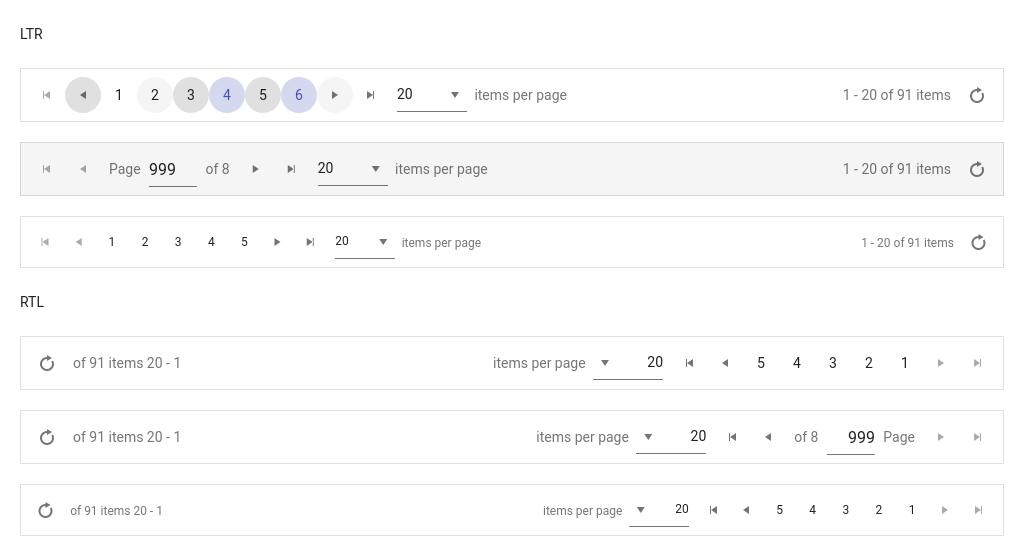 LTR
1 2 3 4 5 6 20 items per page 1 - 20 of 91 items
Page 999 of 8 20 items per page 1 - 20 of 91 items
1 2 3 4 5 20 items per page 1 - 20 of 91 items
RTL
of 91 items 20 - 1 items per page 20 5 4 3 2 1
of 91 items 20 - 1 items per page 20 of 8 999 Page
of 91 items 20 - 1 items per page 20 5 4 3 2 1